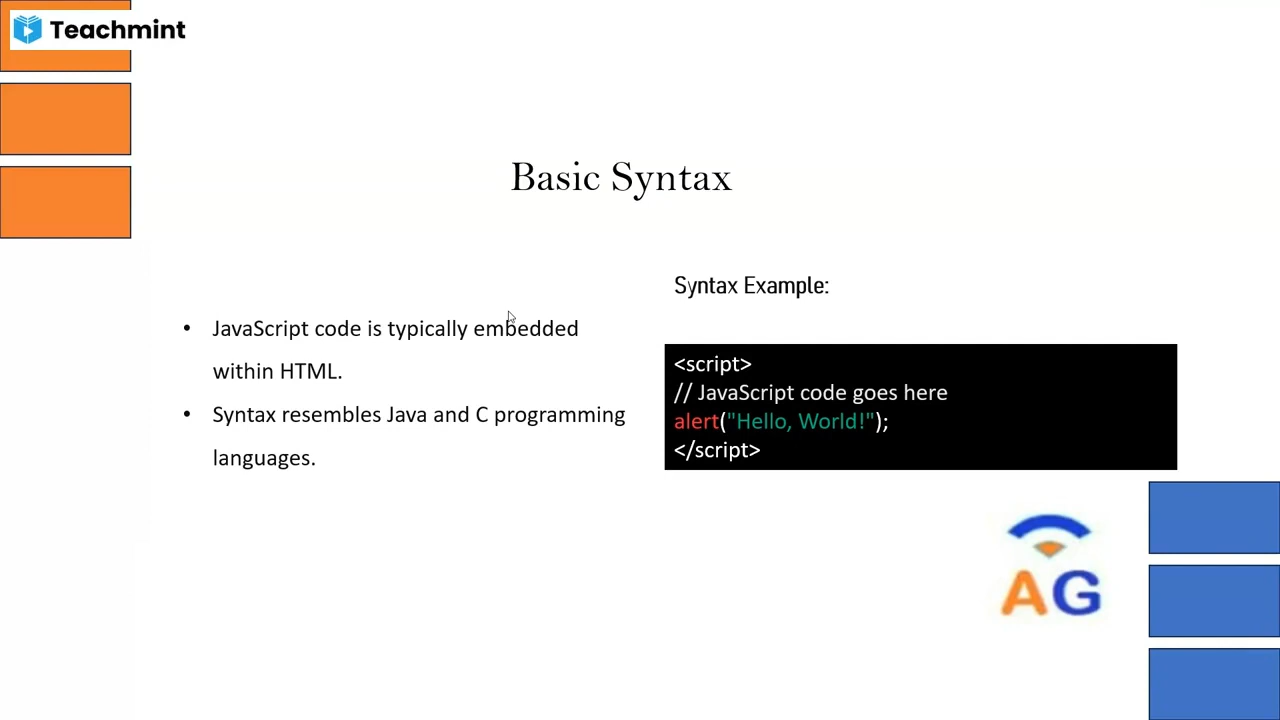 Teachmint
Basic Syntax
• JavaScript code is typically embedded
within HTML.
• Syntax resembles Java and C programming
languages.
Syntax Example:
<script>
// JavaScript code goes here
alert("Hello, World!");
</script>
AG